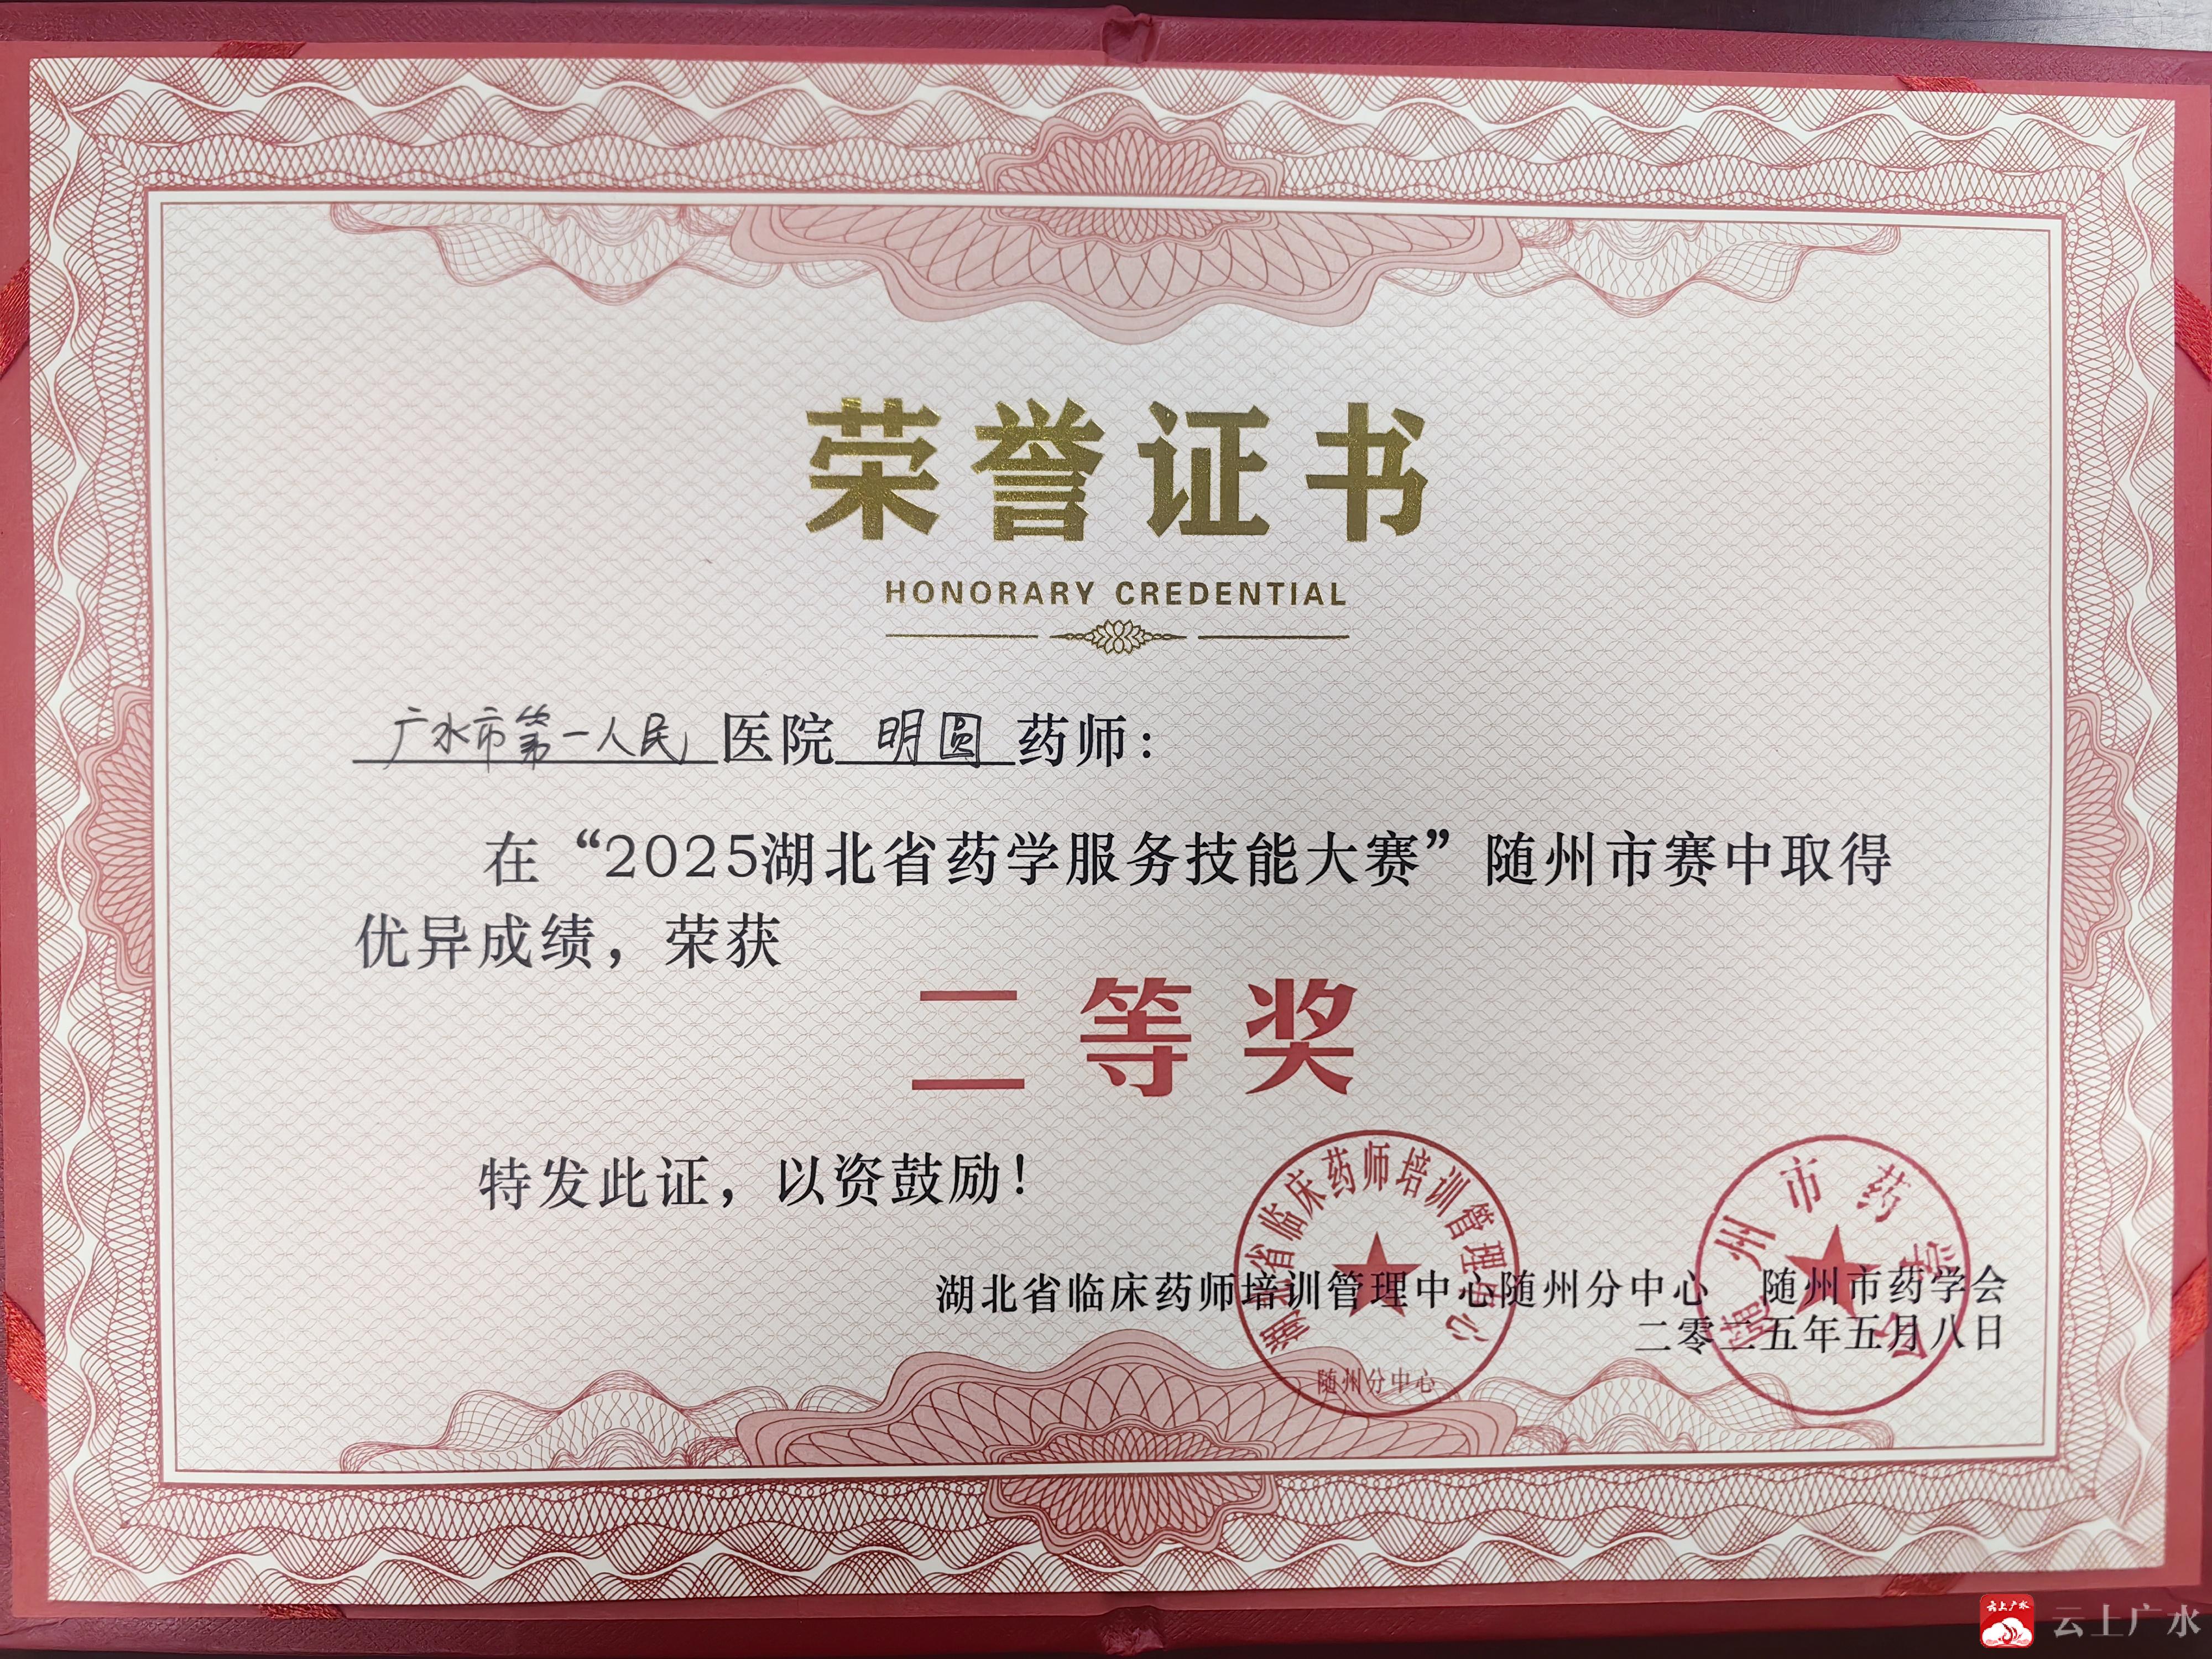 荣誉证书
HONORARY CREDENTIAL
广水市第一人民医院 明圆 药师：
在“2025湖北省药学服务技能大赛”随州市赛中取得
优异成绩，荣获
二等奖
特发此证，以资鼓励！
湖北省临床药师培训管理中心随州分中心 随州市药学会
二零二五年五月八日
湖北省临床药师培训管理中心
随州分中心
随州市药学会
云上广水
云上广水